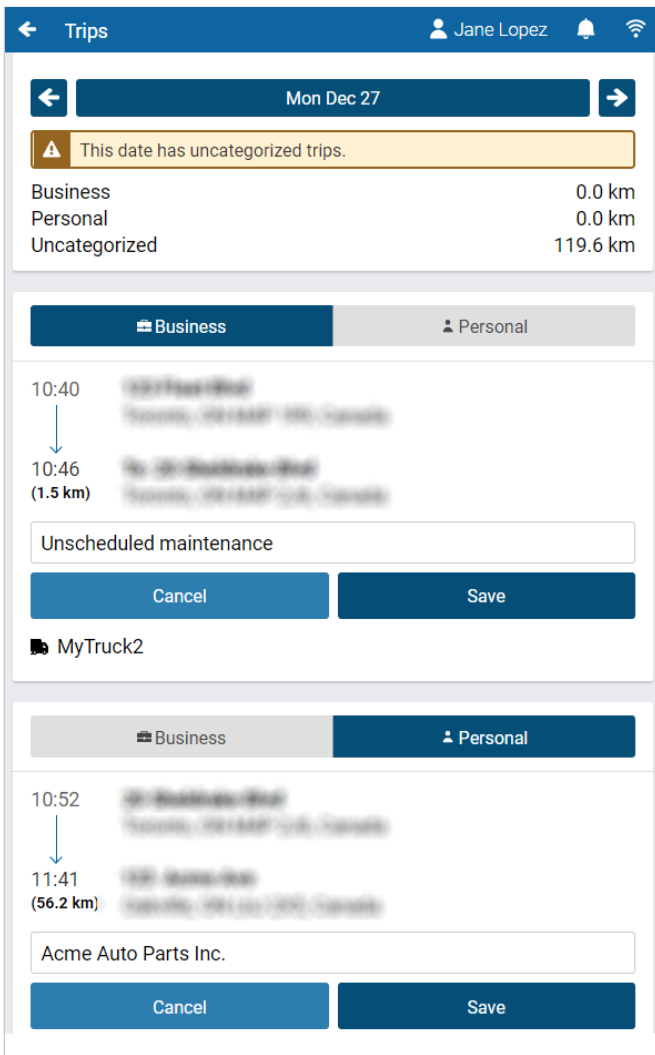 Trips Jane Lopez
Mon Dec 27
This date has uncategorized trips.
Business 0.0 km
Personal 0.0 km
Uncategorized 119.6 km
Business Personal
10:40
10:46
(1.5 km)
Unscheduled maintenance
Cancel Save
MyTruck2
Business Personal
10:52
11:41
(56.2 km)
Acme Auto Parts Inc.
Cancel Save